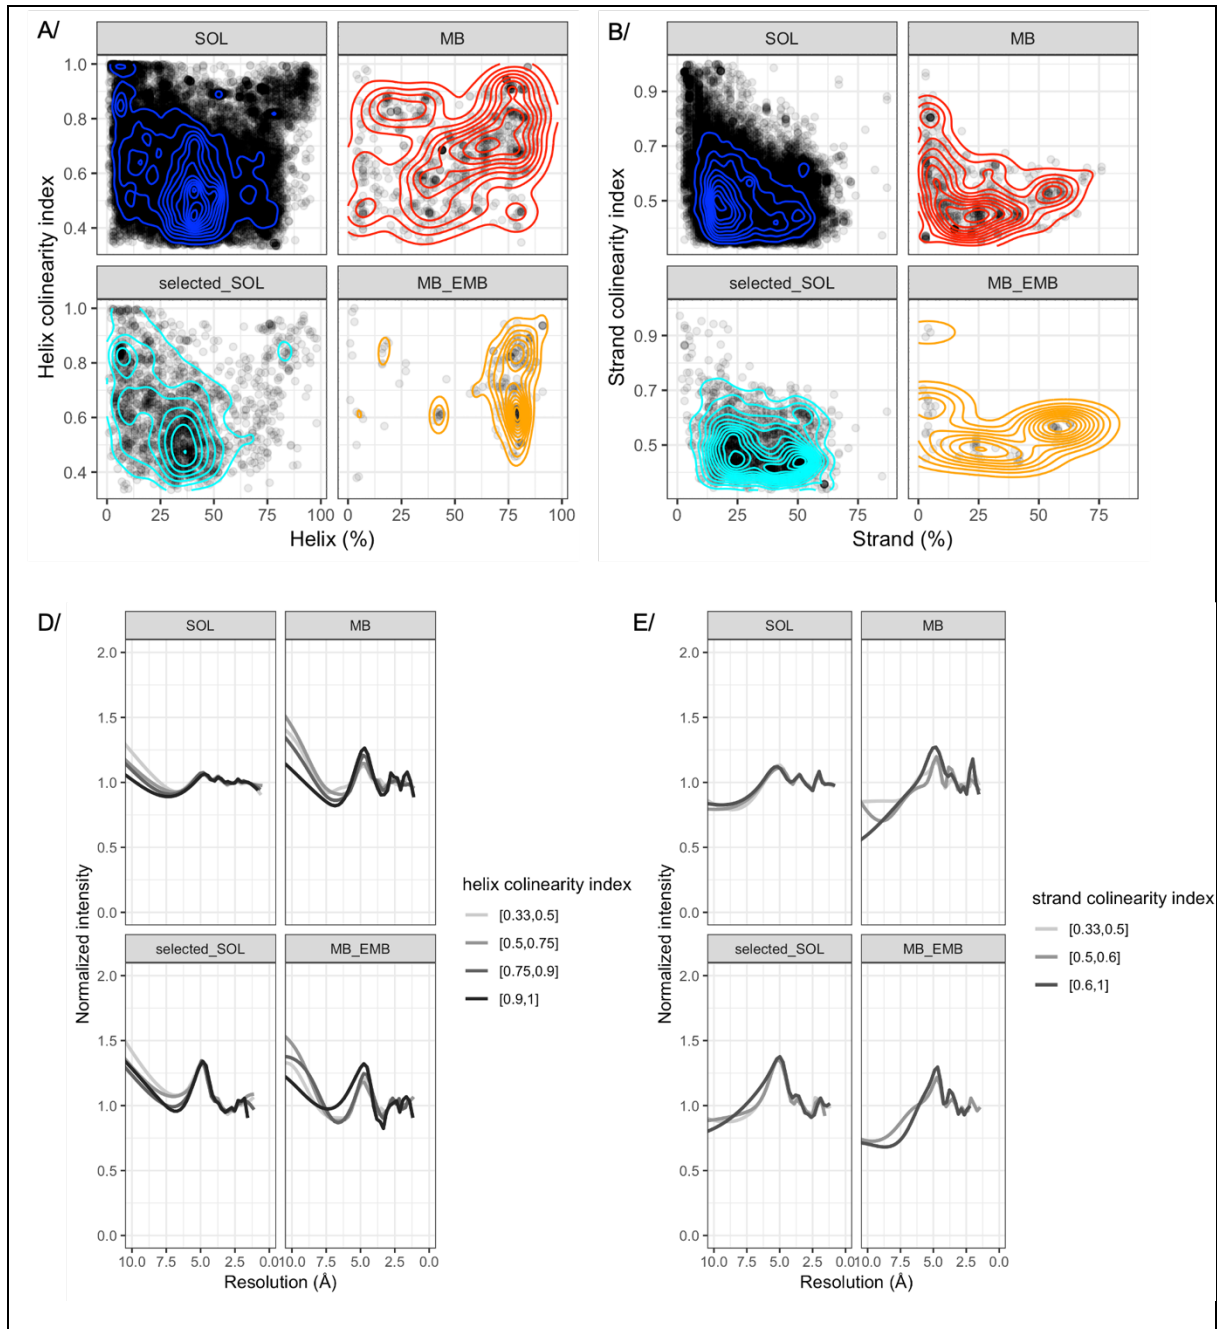 A/
SOL
MB
1.0
0.8
0.6
0.4
selected_SOL
MB_EMB
1.0
0.8
0.6
0.4
0 25 50 75 100 0 25 50 75 100
Helix (%)
Helix colinearity index
B/
SOL
MB
0.9
0.7
0.5
selected_SOL
MB_EMB
0.9
0.7
0.5
0 25 50 75 0 25 50 75
Strand (%)
Strand colinearity index
D/
SOL
MB
2.0
1.5
1.0
0.5
0.0
selected_SOL
MB_EMB
2.0
1.5
1.0
0.5
0.0
10.0 7.5 5.0 2.5 0.0 10.0 7.5 5.0 2.5 0.0
Resolution (Å)
Normalized intensity
helix colinearity index
[0.33,0.5]
[0.5,0.75]
[0.75,0.9]
[0.9,1]
E/
SOL
MB
2.0
1.5
1.0
0.5
0.0
selected_SOL
MB_EMB
2.0
1.5
1.0
0.5
0.0
10.0 7.5 5.0 2.5 0.0 10.0 7.5 5.0 2.5 0.0
Resolution (Å)
Normalized intensity
strand colinearity index
[0.33,0.5]
[0.5,0.6]
[0.6,1]